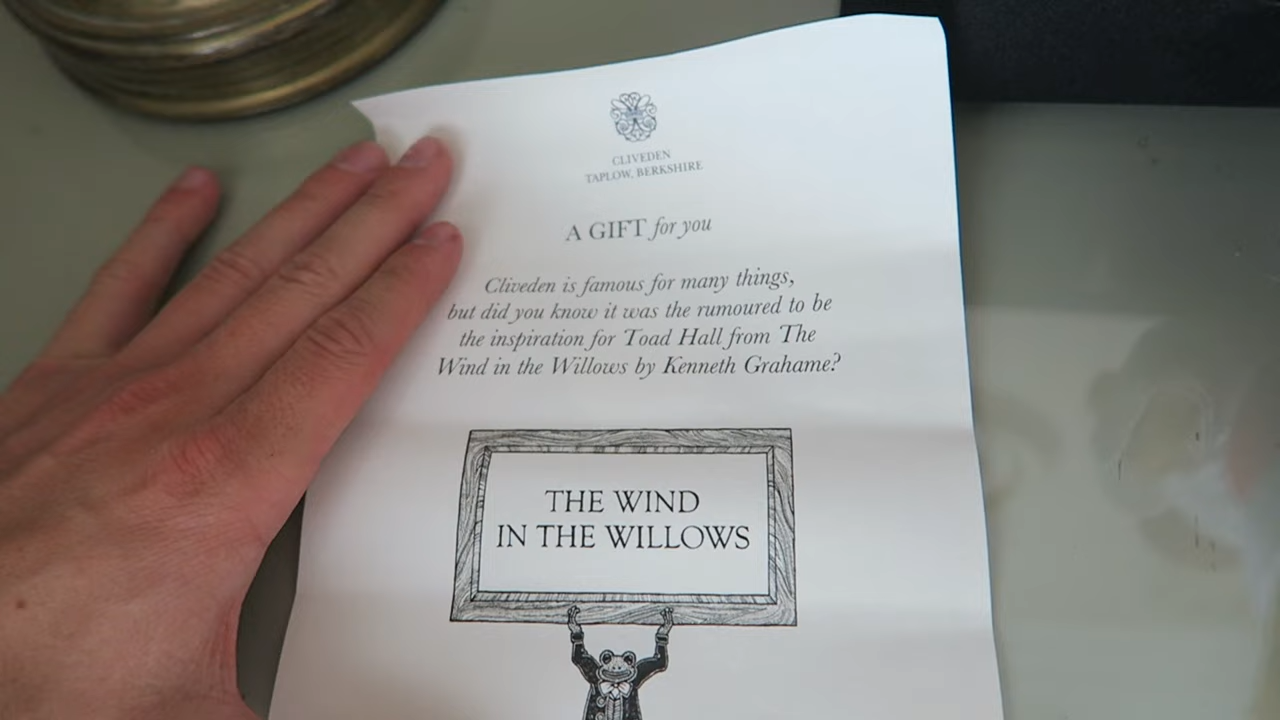 CLIVEDEN
TAPLOW, BERKSHIRE
A GIFT for you
Cliveden is famous for many things,
but did you know it was the rumoured to be
the inspiration for Toad Hall from The
Wind in the Willows by Kenneth Grahame?
THE WIND
IN THE WILLOWS